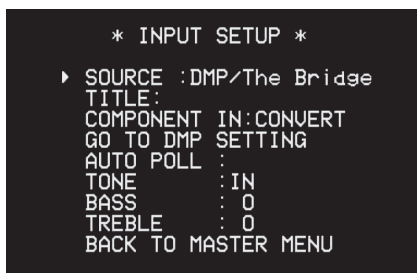 * INPUT SETUP *
SOURCE :DMP/The Bridge
TITLE:
COMPONENT IN:CONVERT
GO TO DMP SETTING
AUTO POLL :
TONE :IN
BASS : 0
TREBLE : 0
BACK TO MASTER MENU